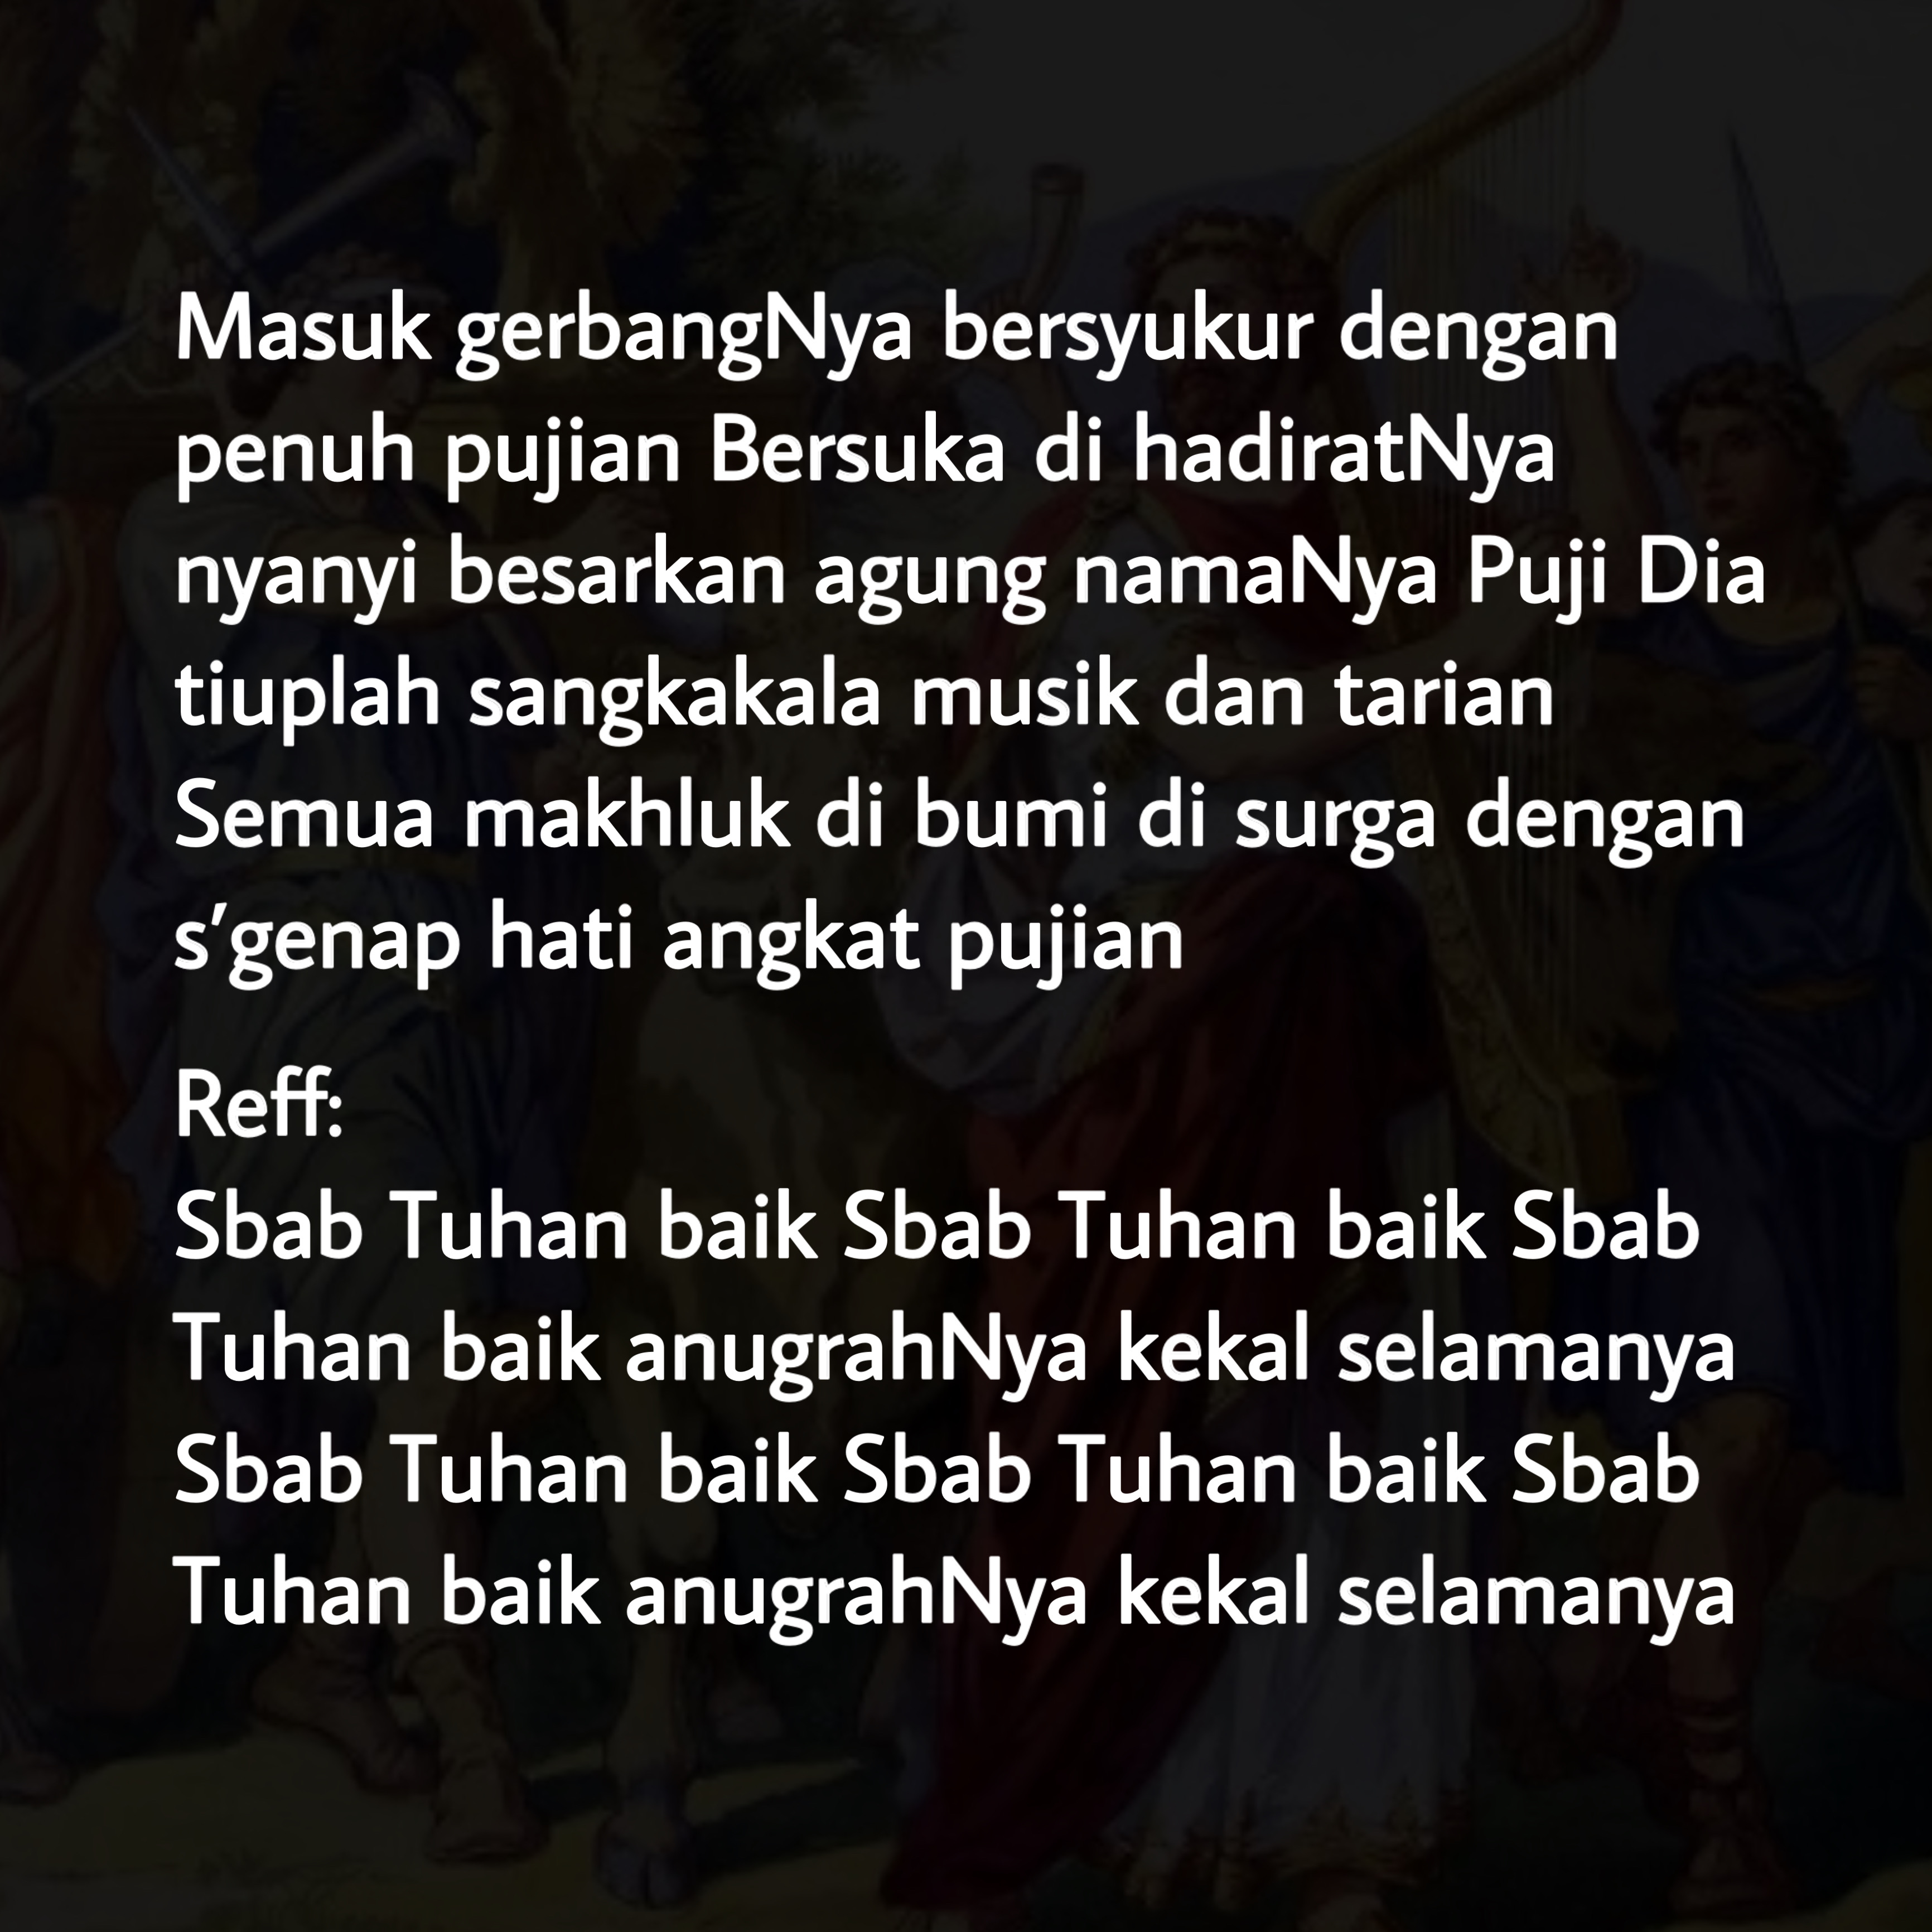 Masuk gerbangNya bersyukur dengan
penuh pujian Bersuka di hadiratNya
nyanyi besarkan agung namaNya Puji Dia
tiuplah sangkakala musik dan tarian
Semua makhluk di bumi di surga dengan
s'genap hati angkat pujian
Reff:
Sbab Tuhan baik Sbab Tuhan baik Sbab
Tuhan baik anugrahNya kekal selamanya
Sbab Tuhan baik Sbab Tuhan baik Sbab
Tuhan baik anugrahNya kekal selamanya